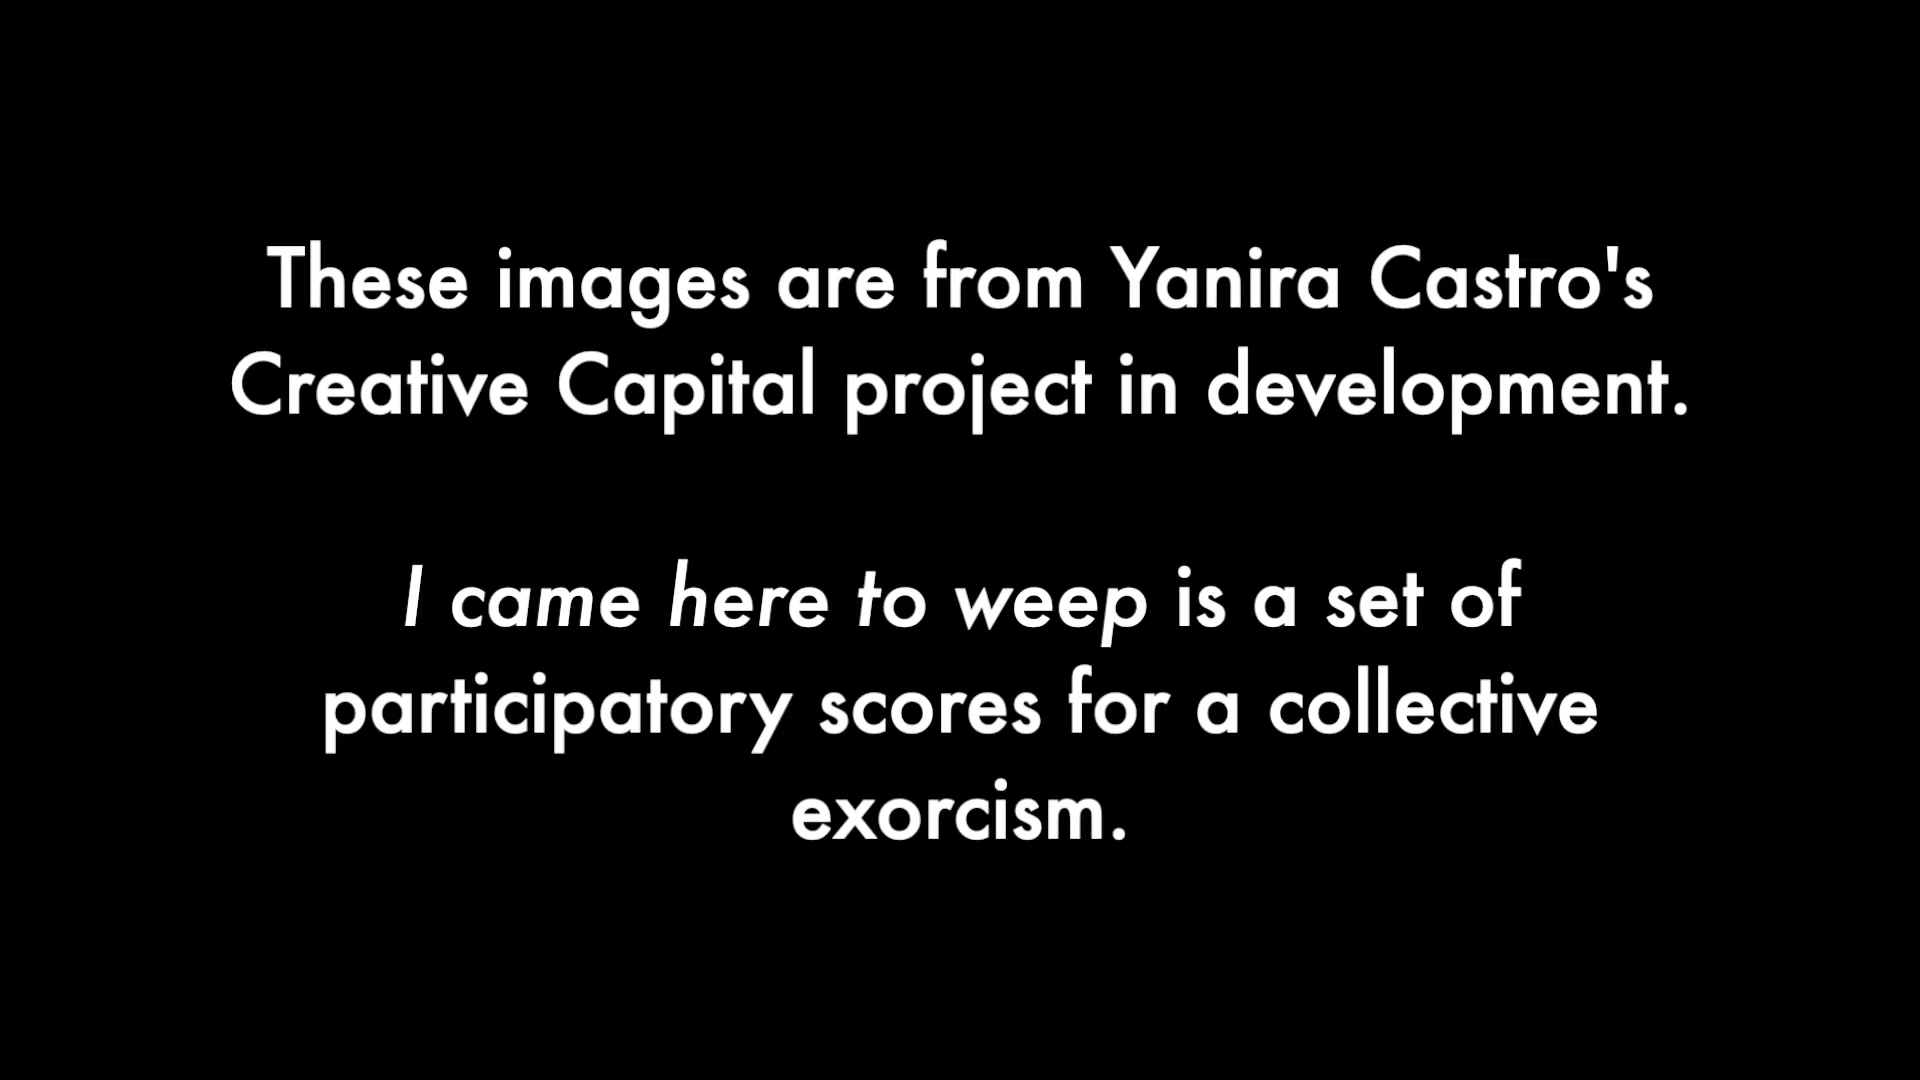 These images are from Yanira Castro's
Creative Capital project in development.
I came here to weep is a set of
participatory scores for a collective
exorcism.